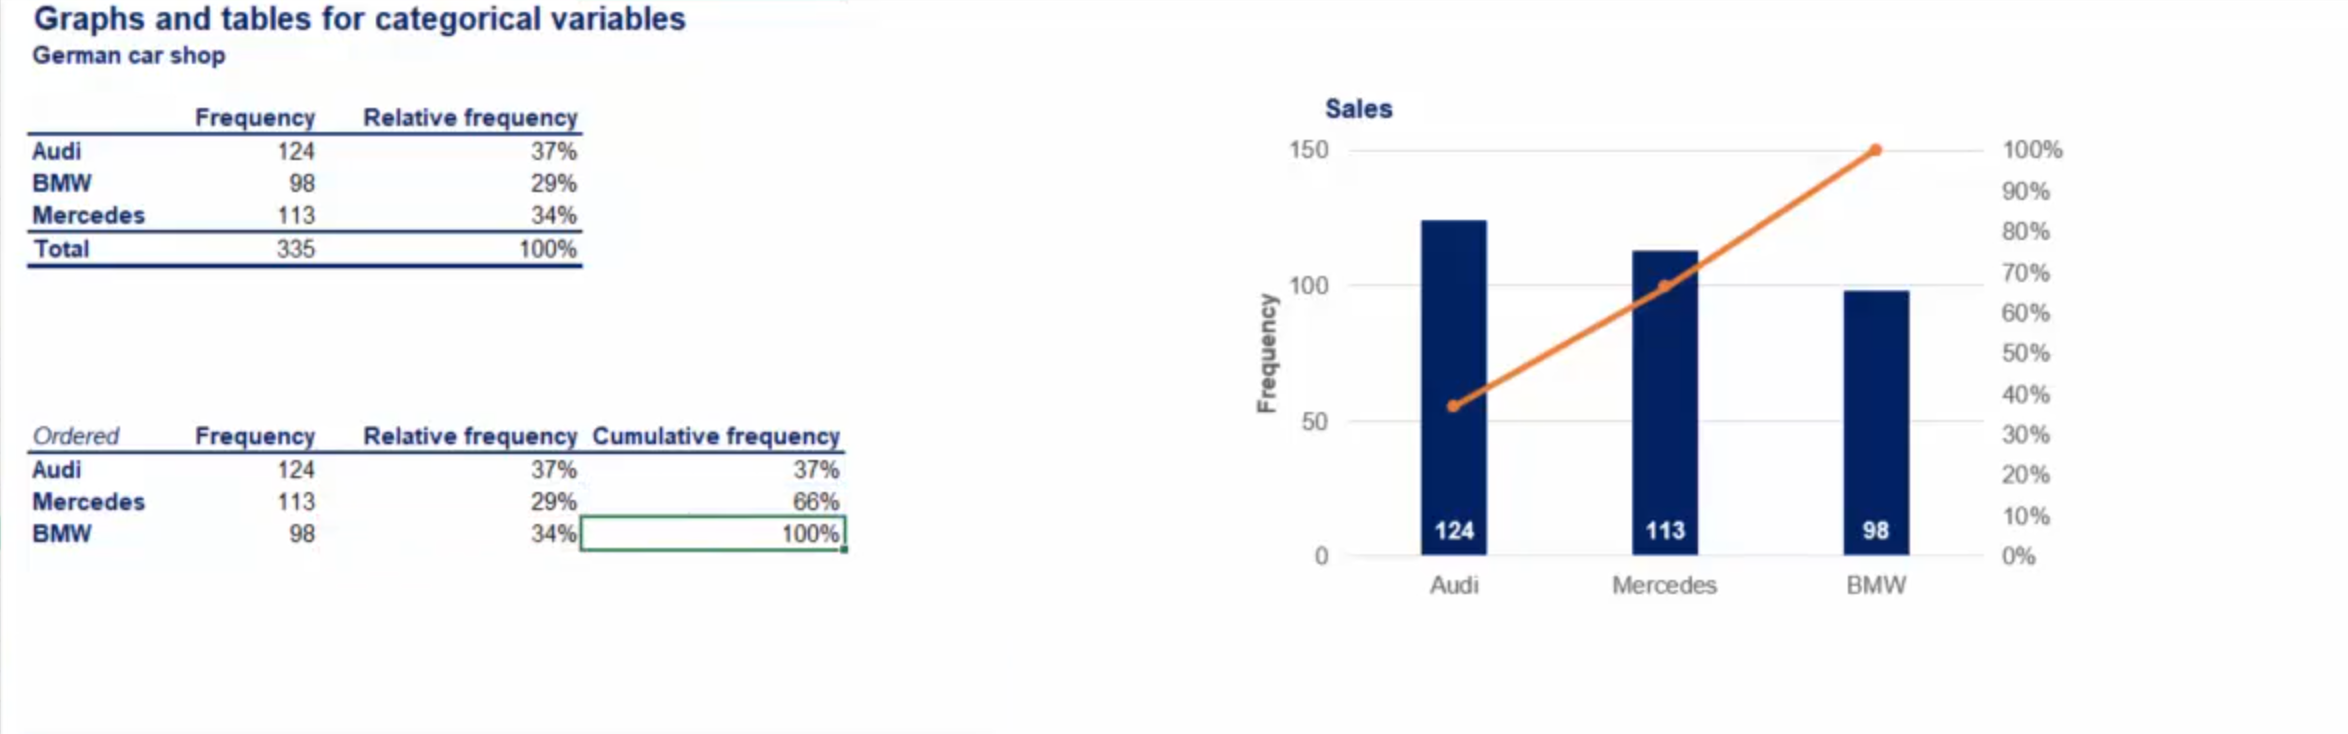 Graphs and tables for categorical variables
German car shop
Frequency Relative frequency
Audi 124 37%
BMW 98 29%
Mercedes 113 34%
Total 335 100%
Ordered Frequency Relative frequency Cumulative frequency
Audi 124 37% 37%
Mercedes 113 29% 66%
BMW 98 34% 100%
Sales
Frequency
150
100
50
0
124
113
98
Audi Mercedes BMW
100%
90%
80%
70%
60%
50%
40%
30%
20%
10%
0%